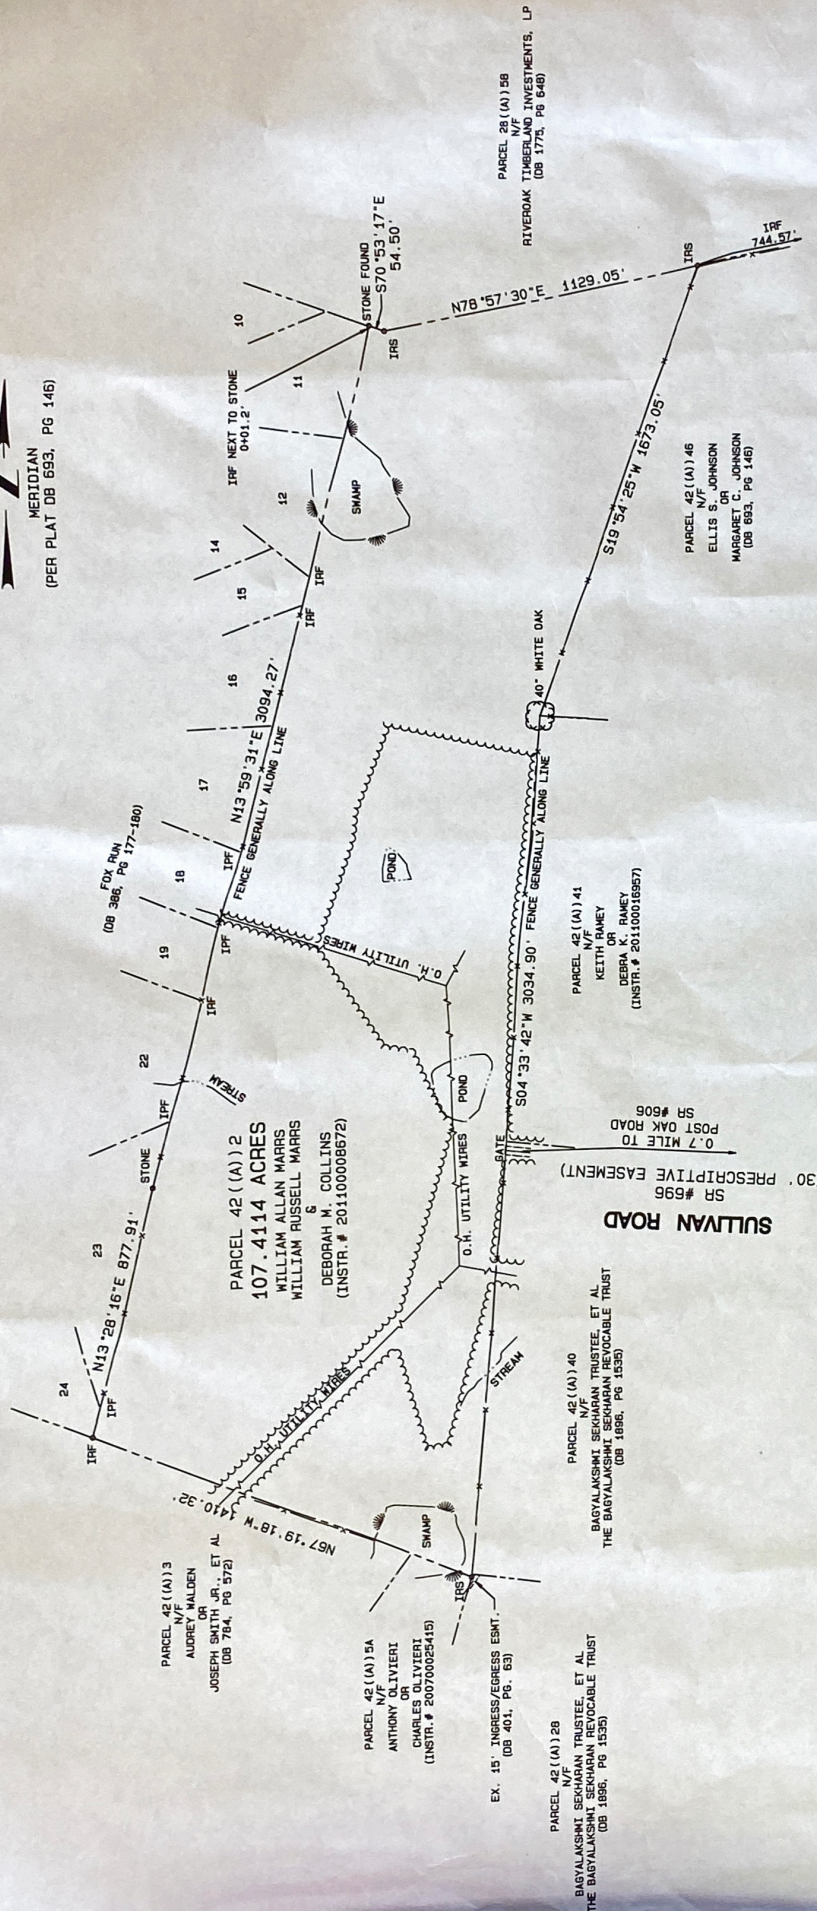 MERIDIAN
(PER PLAT DB 693, PG 146)
PARCEL 28((A))58
N/F
RIVEROAK TIMBERLAND INVESTMENTS, LP
(DB 1775, PG 648)
10
STONE FOUND
S70°53'17"E
54.50'
IRS
11
IRF NEXT TO STONE
0+01.2'
N78°57'30"E 1129.05'
IRS
IRF
744.57'
12
SWAMP
14
IRF
15
IRF
16
N13°59'31"E 3094.27'
FENCE GENERALLY ALONG LINE
17
IPF
18
FOX RUN
(DB 386, PG 177-180)
IPF
19
IRF
22
STREAM
IPF
STONE
23
N13°28'16"E 877.91'
24
IPF
IRF
S19°54'25"W 1673.05'
PARCEL 42((A))46
N/F
ELLIS S. JOHNSON
OR
MARGARET C. JOHNSON
(DB 693, PG 146)
40" WHITE OAK
POND
O.H. UTILITY WIRES
S04°33'42"W 3034.90' FENCE GENERALLY ALONG LINE
PARCEL 42((A))41
N/F
KEITH RAMEY
OR
DEBRA K. RAMEY
(INSTR.# 201100016957)
POND
O.H. UTILITY WIRES
GATE
0.7 MILE TO
POST OAK ROAD
SR #606
SULLIVAN ROAD
SR #696
30' PRESCRIPTIVE EASEMENT)
PARCEL 42((A))2
107.4114 ACRES
WILLIAM ALLAN MARRS
WILLIAM RUSSELL MARRS
&
DEBORAH M. COLLINS
(INSTR.# 201100008672)
O.H. UTILITY WIRES
STREAM
N67°19'18"W 1410.32'
SWAMP
IRS
PARCEL 42((A))3
N/F
AUDREY WALDEN
OR
JOSEPH SMITH JR., ET AL
(DB 784, PG 572)
PARCEL 42((A))5A
N/F
ANTHONY OLIVIERI
OR
CHARLES OLIVIERI
(INSTR.# 200700025415)
EX. 15' INGRESS/EGRESS ESMT.
(DB 401, PG. 63)
PARCEL 42((A))40
N/F
BAGYALAKSHMI SEKHARAN TRUSTEE, ET AL
THE BAGYALAKSHMI SEKHARAN REVOCABLE TRUST
(DB 1896, PG 1535)
PARCEL 42((A))28
N/F
BAGYALAKSHMI SEKHARAN TRUSTEE, ET AL
THE BAGYALAKSHMI SEKHARAN REVOCABLE TRUST
(DB 1896, PG 1535)